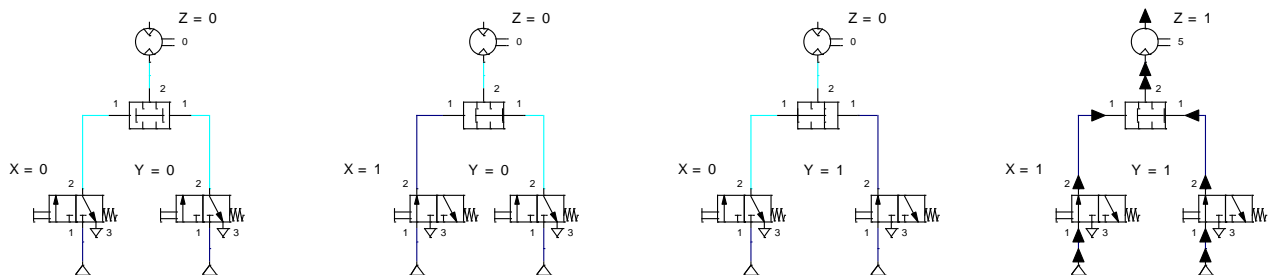 Z = 0 Z = 0 Z = 0 Z = 1
0 0 0 5
2 2 2 2
1 1 1 1 1 1 1 1
X = 0 Y = 0 X = 1 Y = 0 X = 0 Y = 1 X = 1 Y = 1
2 2 2 2 2 2 2 2
1 3 1 3 1 3 1 3 1 3 1 3 1 3 1 3